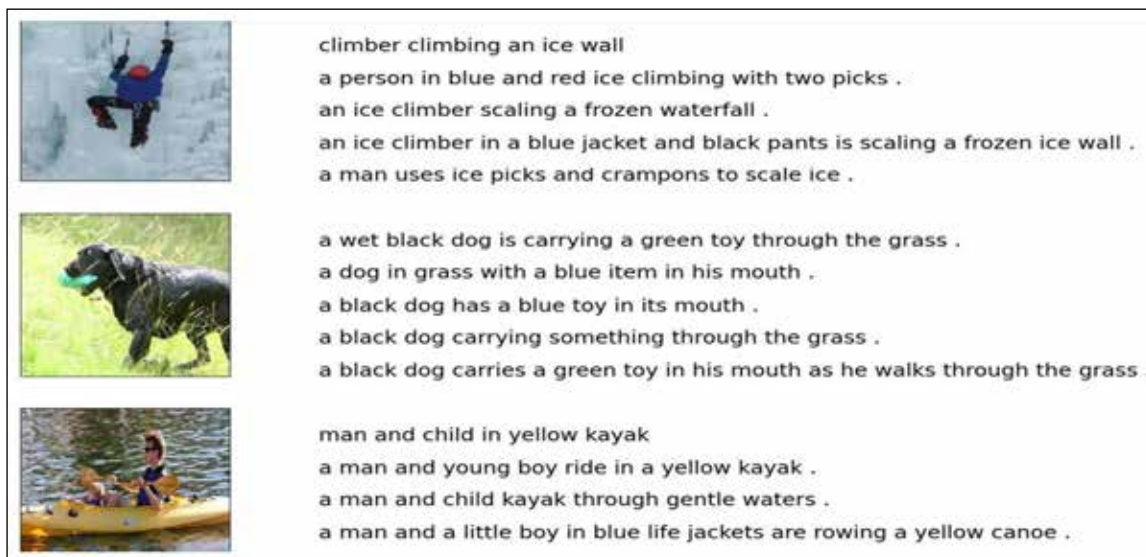 climber climbing an ice wall
a person in blue and red ice climbing with two picks .
an ice climber scaling a frozen waterfall .
an ice climber in a blue jacket and black pants is scaling a frozen ice wall .
a man uses ice picks and crampons to scale ice .
a wet black dog is carrying a green toy through the grass .
a dog in grass with a blue item in his mouth .
a black dog has a blue toy in its mouth .
a black dog carrying something through the grass .
a black dog carries a green toy in his mouth as he walks through the grass .
man and child in yellow kayak
a man and young boy ride in a yellow kayak .
a man and child kayak through gentle waters .
a man and a little boy in blue life jackets are rowing a yellow canoe .